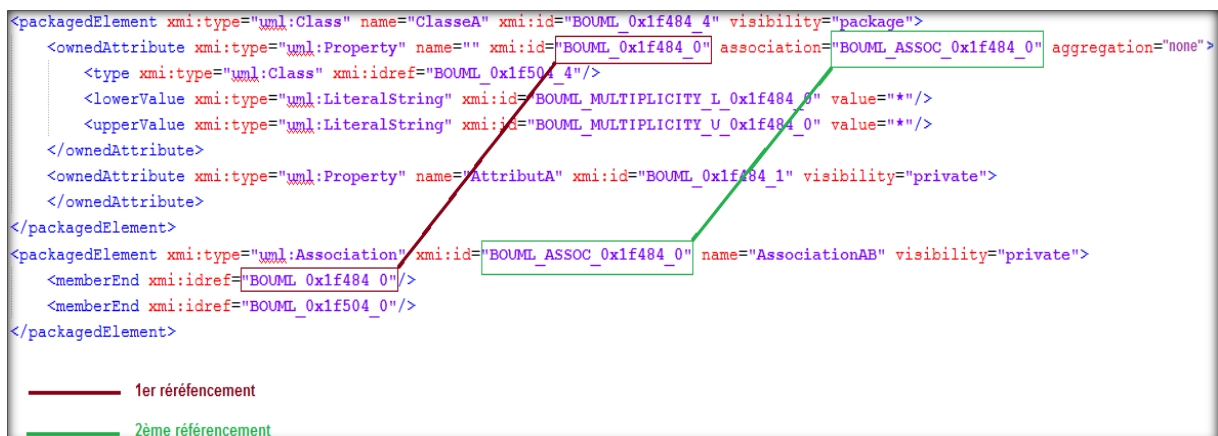 <packagedElement xmi:type="uml:Class" name="ClasseA" xmi:id="BOUML_0x1f484_4" visibility="package">
<ownedAttribute xmi:type="uml:Property" name="" xmi:id="BOUML_0x1f484_0" association="BOUML_ASSOC_0x1f484_0" aggregation="none">
<type xmi:type="uml:Class" xmi:idref="BOUML_0x1f504_4"/>
<lowerValue xmi:type="uml:LiteralString" xmi:id="BOUML_MULTIPLICITY_L_0x1f484_0" value="*"/>
<upperValue xmi:type="uml:LiteralString" xmi:id="BOUML_MULTIPLICITY_U_0x1f484_0" value="*"/>
</ownedAttribute>
<ownedAttribute xmi:type="uml:Property" name="AttributA" xmi:id="BOUML_0x1f484_1" visibility="private">
</ownedAttribute>
</packagedElement>
<packagedElement xmi:type="uml:Association" xmi:id="BOUML_ASSOC_0x1f484_0" name="AssociationAB" visibility="private">
<memberEnd xmi:idref="BOUML_0x1f484_0"/>
<memberEnd xmi:idref="BOUML_0x1f504_0"/>
</packagedElement>
1er réréfencement
2ème référencement